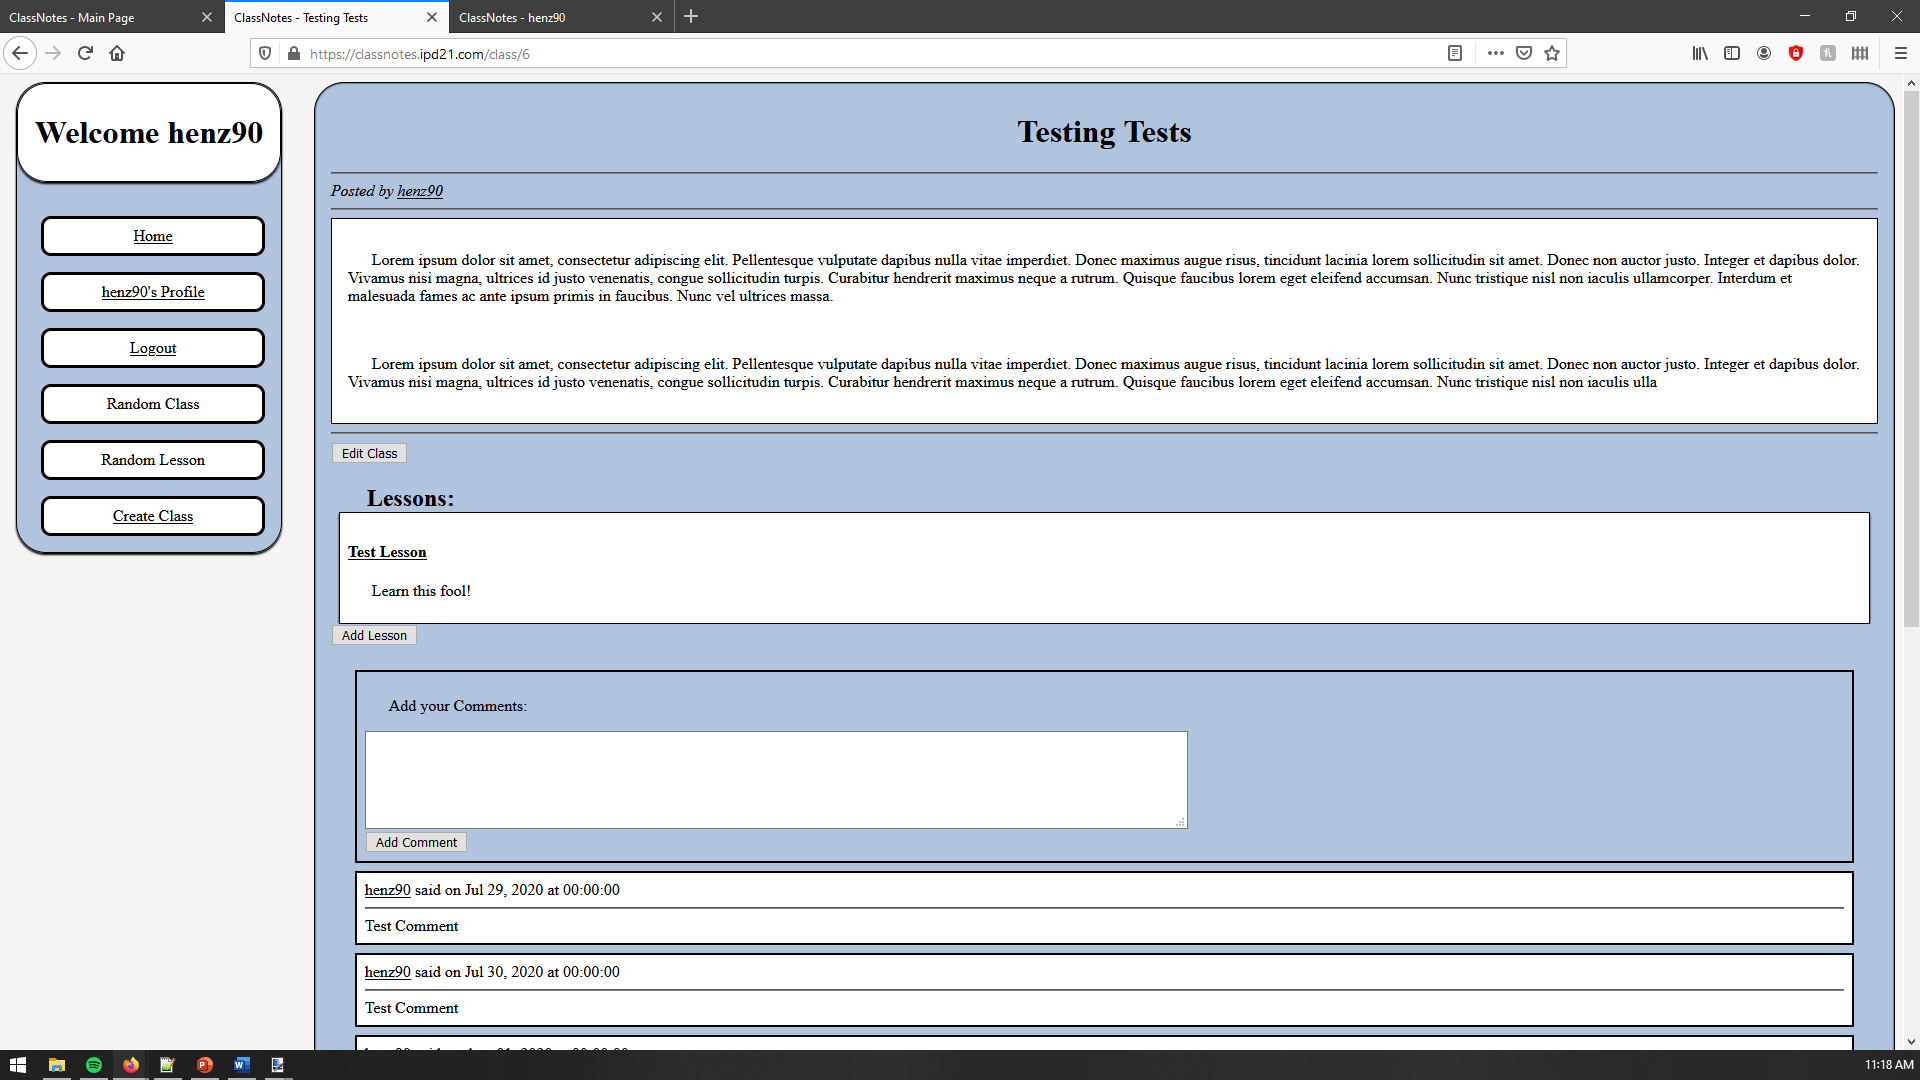 ClassNotes - Main Page
ClassNotes - Testing Tests
ClassNotes - henz90
https://classnotes.ipd21.com/class/6
Welcome henz90
Home
henz90's Profile
Logout
Random Class
Random Lesson
Create Class
Testing Tests
Posted by henz90
Lorem ipsum dolor sit amet, consectetur adipiscing elit. Pellentesque vulputate dapibus nulla vitae imperdiet. Donec maximus augue risus, tincidunt lacinia lorem sollicitudin sit amet. Donec non auctor justo. Integer et dapibus dolor.
Vivamus nisi magna, ultrices id justo venenatis, congue sollicitudin turpis. Curabitur hendrerit maximus neque a rutrum. Quisque faucibus lorem eget eleifend accumsan. Nunc tristique nisl non iaculis ullamcorper. Interdum et
malesuada fames ac ante ipsum primis in faucibus. Nunc vel ultrices massa.
Lorem ipsum dolor sit amet, consectetur adipiscing elit. Pellentesque vulputate dapibus nulla vitae imperdiet. Donec maximus augue risus, tincidunt lacinia lorem sollicitudin sit amet. Donec non auctor justo. Integer et dapibus dolor.
Vivamus nisi magna, ultrices id justo venenatis, congue sollicitudin turpis. Curabitur hendrerit maximus neque a rutrum. Quisque faucibus lorem eget eleifend accumsan. Nunc tristique nisl non iaculis ulla
Edit Class
Lessons:
Test Lesson
Learn this fool!
Add Lesson
Add your Comments:
Add Comment
henz90 said on Jul 29, 2020 at 00:00:00
Test Comment
henz90 said on Jul 30, 2020 at 00:00:00
Test Comment
11:18 AM